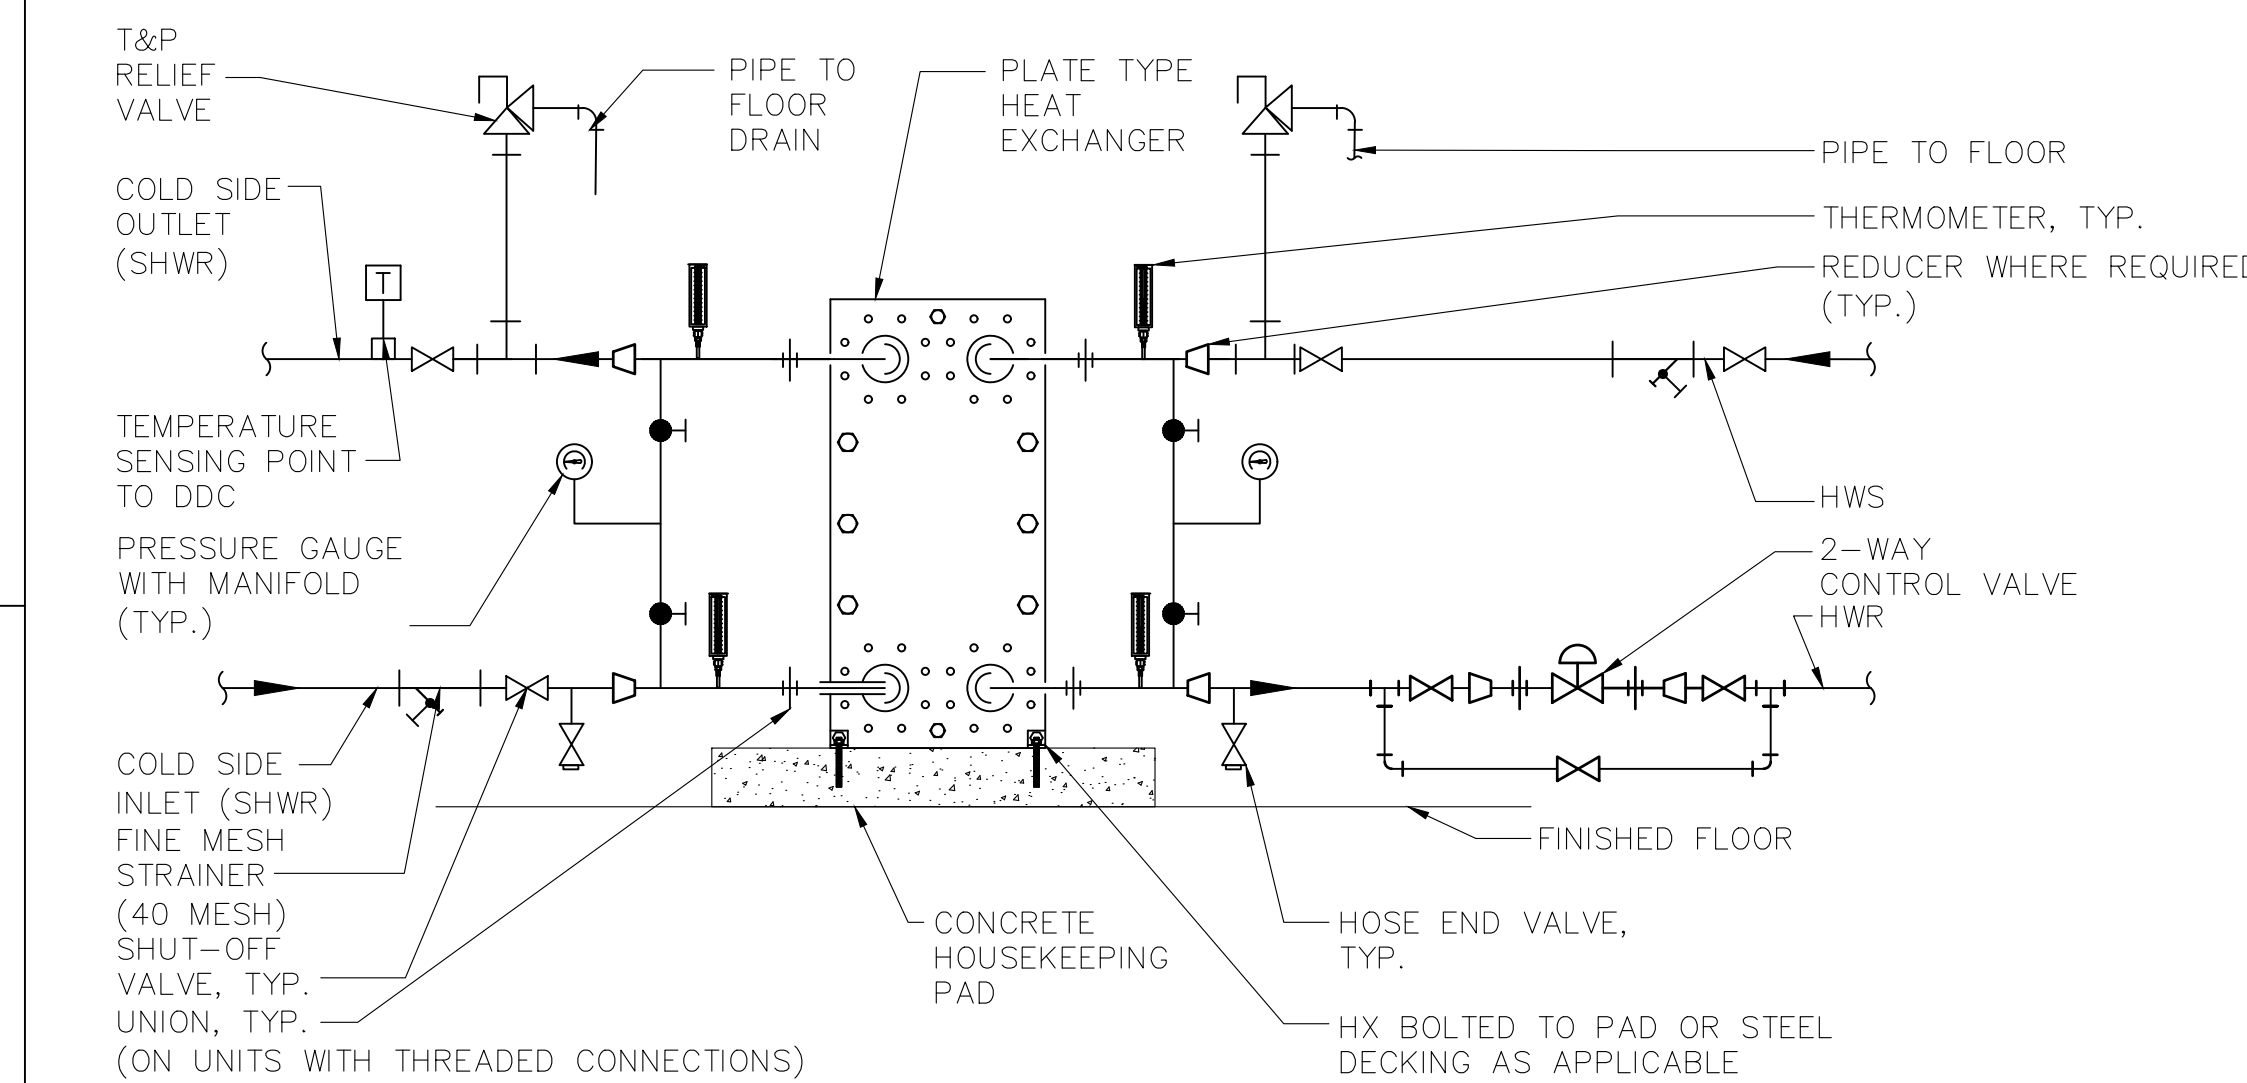 T&P
RELIEF
VALVE
PIPE TO
FLOOR
DRAIN
PLATE TYPE
HEAT
EXCHANGER
PIPE TO FLOOR
COLD SIDE
OUTLET
(SHWR)
THERMOMETER, TYP.
REDUCER WHERE REQUIRED
(TYP.)
T
TEMPERATURE
SENSING POINT
TO DDC
HWS
PRESSURE GAUGE
WITH MANIFOLD
(TYP.)
2-WAY
CONTROL VALVE
HWR
COLD SIDE
INLET (SHWR)
FINE MESH
STRAINER
(40 MESH)
SHUT-OFF
VALVE, TYP.
UNION, TYP.
(ON UNITS WITH THREADED CONNECTIONS)
FINISHED FLOOR
CONCRETE
HOUSEKEEPING
PAD
HOSE END VALVE,
TYP.
HX BOLTED TO PAD OR STEEL
DECKING AS APPLICABLE